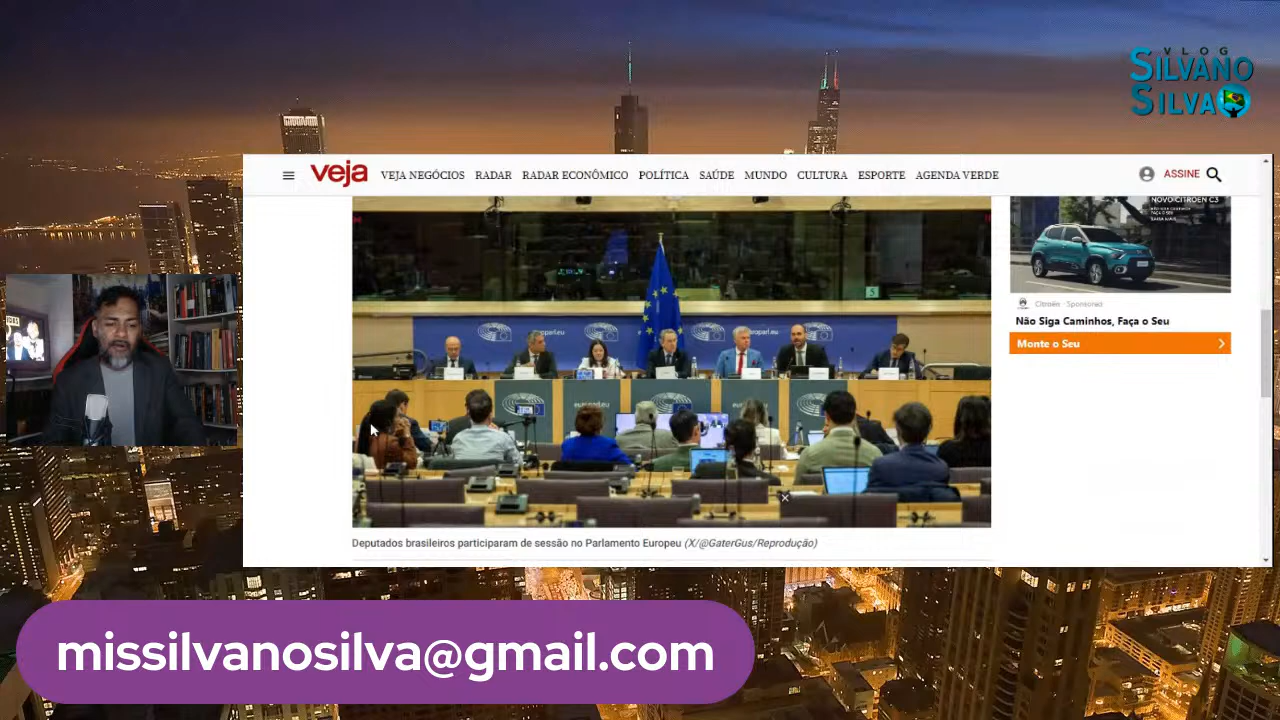 VLOG
SILVANO
SILVA
veja
VEJA NEGÓCIOS RADAR RADAR ECONÔMICO POLÍTICA SAÚDE MUNDO CULTURA ESPORTE AGENDA VERDE
ASSINE
NOVO CITROËN C3
5
Citroën - Sponsored
Não Siga Caminhos, Faça o Seu
Monte o Seu
Deputados brasileiros participaram de sessão no Parlamento Europeu (X/@GaterGus/Reprodução)
missilvanosilva@gmail.com